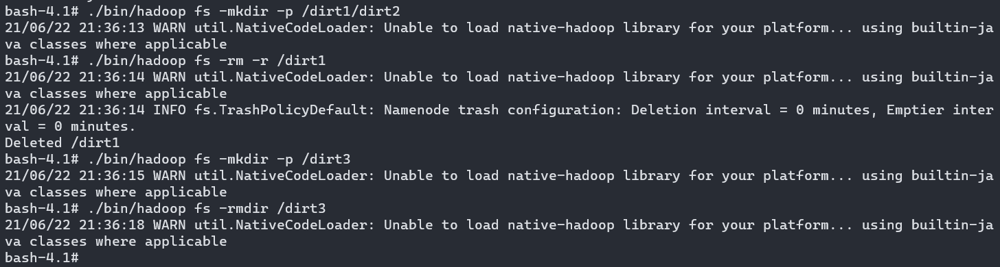 bash-4.1# ./bin/hadoop fs -mkdir -p /dirt1/dirt2
21/06/22 21:36:13 WARN util.NativeCodeLoader: Unable to load native-hadoop library for your platform... using builtin-ja
va classes where applicable
bash-4.1# ./bin/hadoop fs -rm -r /dirt1
21/06/22 21:36:14 WARN util.NativeCodeLoader: Unable to load native-hadoop library for your platform... using builtin-ja
va classes where applicable
21/06/22 21:36:14 INFO fs.TrashPolicyDefault: Namenode trash configuration: Deletion interval = 0 minutes, Emptier inter
val = 0 minutes.
Deleted /dirt1
bash-4.1# ./bin/hadoop fs -mkdir -p /dirt3
21/06/22 21:36:15 WARN util.NativeCodeLoader: Unable to load native-hadoop library for your platform... using builtin-ja
va classes where applicable
bash-4.1# ./bin/hadoop fs -rmdir /dirt3
21/06/22 21:36:18 WARN util.NativeCodeLoader: Unable to load native-hadoop library for your platform... using builtin-ja
va classes where applicable
bash-4.1#